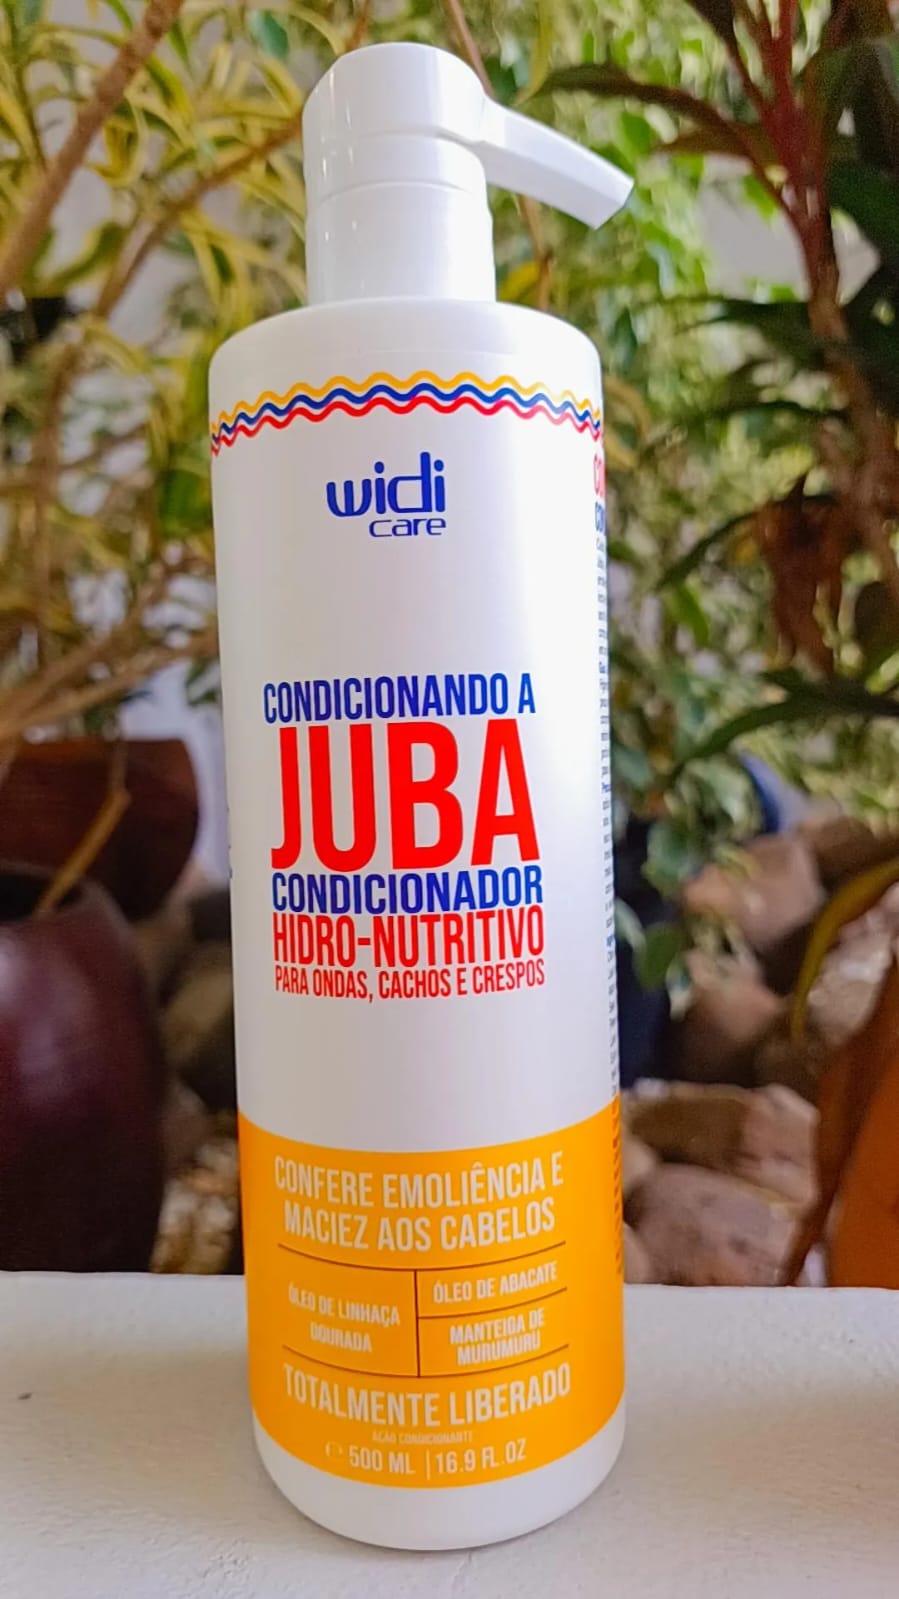 widi
care
CONDICIONANDO A
JUBA
CONDICIONADOR
HIDRO-NUTRITIVO
PARA ONDAS, CACHOS E CRESPOS
CONFERE EMOLIÊNCIA E
MACIEZ AOS CABELOS
ÓLEO DE LINHAÇA
DOURADA
ÓLEO DE ABACATE
MANTEIGA DE
MURUMURU
TOTALMENTE LIBERADO
AÇÃO CONDICIONANTE
℮ 500 ML | 16.9 FL.OZ